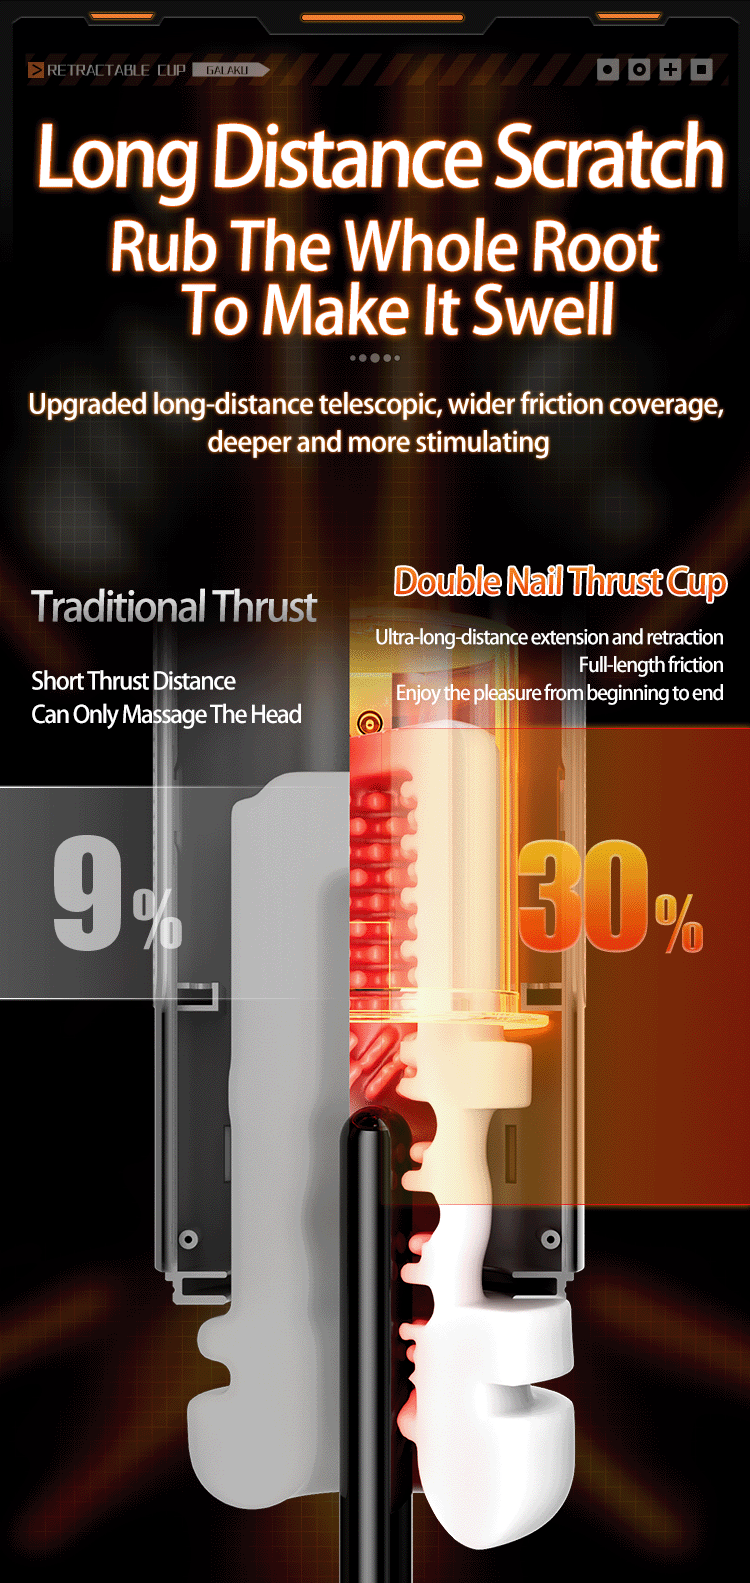 RETRACTABLE CUP GALAKU
Long Distance Scratch
Rub The Whole Root
To Make It Swell
Upgraded long-distance telescopic, wider friction coverage,
deeper and more stimulating
Traditional Thrust
Short Thrust Distance
Can Only Massage The Head
9%
Double Nail Thrust Cup
Ultra-long-distance extension and retraction
Full-length friction
Enjoy the pleasure from beginning to end
30%